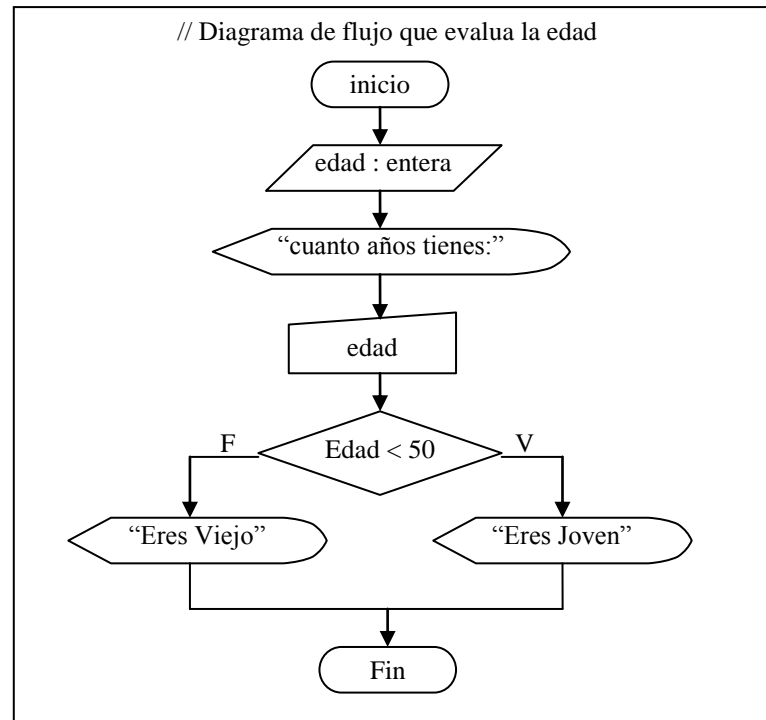 // Diagrama de flujo que evalua la edad
inicio
edad : entera
“cuanto años tienes:”
edad
Edad < 50
F
V
“Eres Viejo”
“Eres Joven”
Fin